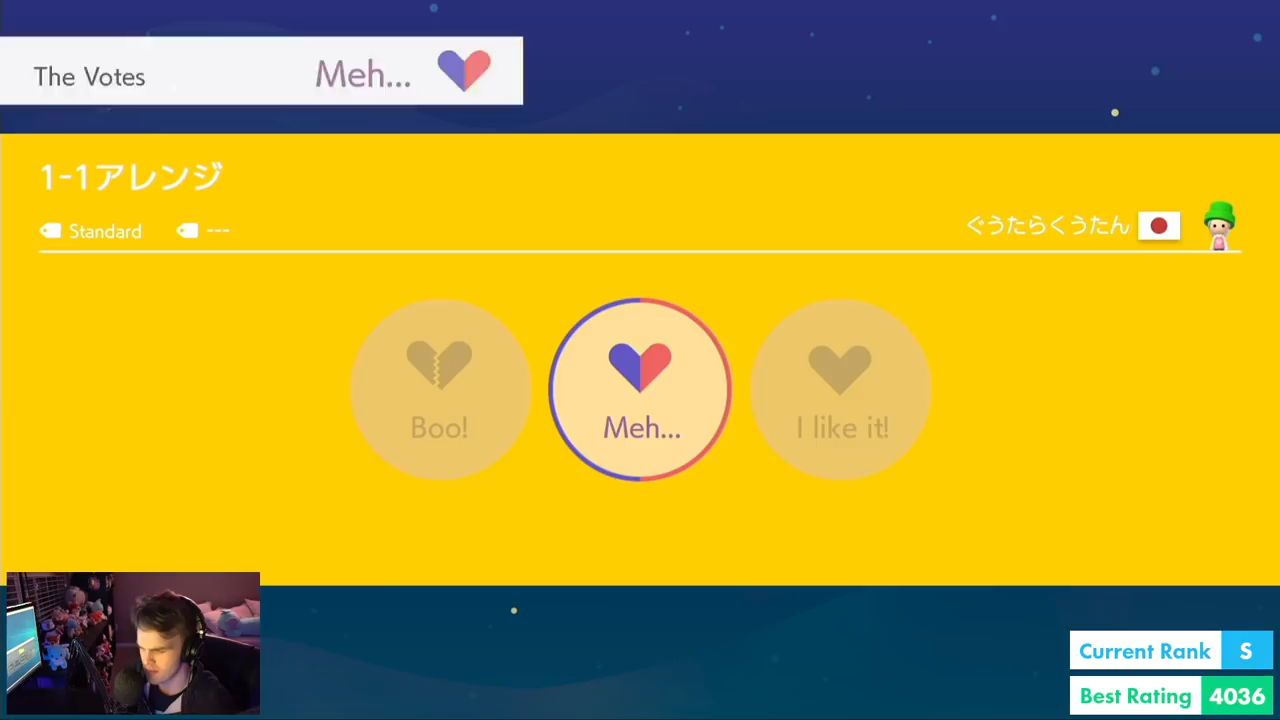 The Votes Meh...
1-1アレンジ
Standard ---
ぐうたらくうたん
Boo! Meh... I like it!
Current Rank S
Best Rating 4036